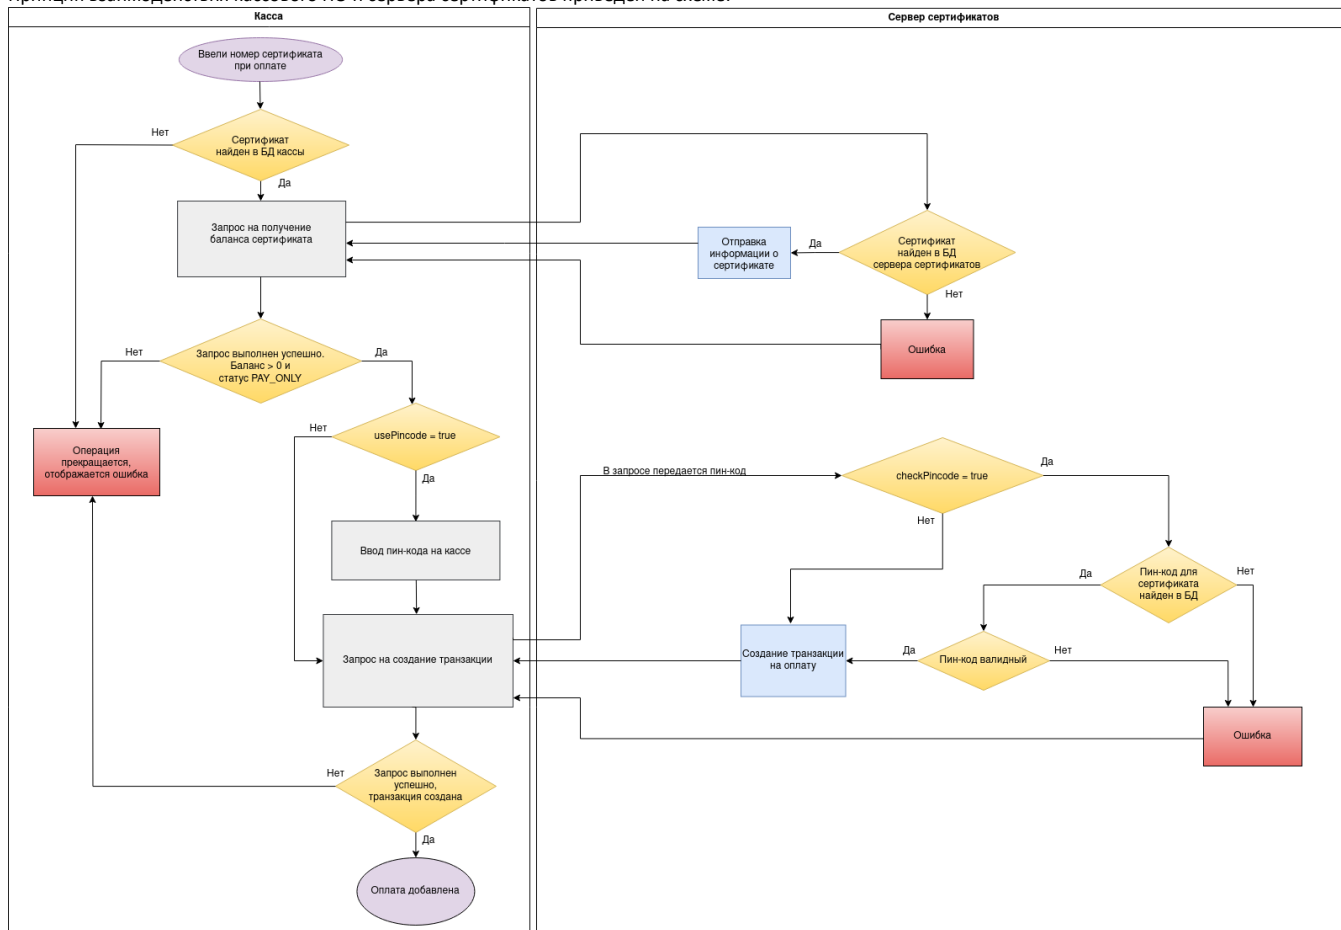 Принцип взаимодействия кассового ПО и сервера сертификатов приведен на схеме.
Касса
Сервер сертификатов
Ввели номер сертификата
при оплате
Нет
Сертификат
найден в БД кассы
Да
Запрос на получение
баланса сертификата
Отправка
информации о
сертификате
Да
Сертификат
найден в БД
сервера сертификатов
Нет
Ошибка
Нет
Запрос выполнен успешно.
Баланс > 0 и
статус PAY_ONLY
Да
Нет
usePincode = true
Да
Операция
прекращается,
отображается ошибка
В запросе передается пин-код
checkPincode = true
Да
Нет
Ввод пин-кода на кассе
Да
Пин-код для
сертификата
найден в БД
Нет
Запрос на создание транзакции
Создание транзакции
на оплату
Да
Пин-код валидный
Нет
Ошибка
Нет
Запрос выполнен
успешно,
транзакция создана
Да
Оплата добавлена